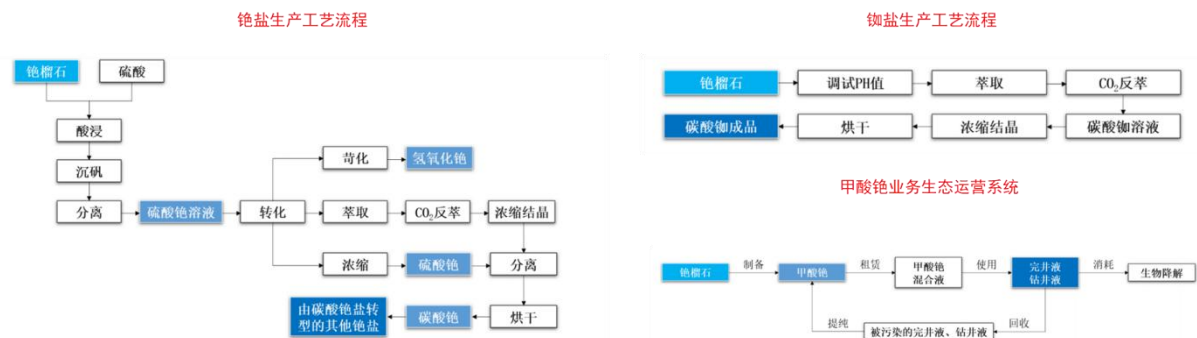 铯盐生产工艺流程
铯榴石
硫酸
酸浸
沉矾
分离
硫酸铯溶液
转化
苛化
氢氧化铯
萃取
CO₂反萃
浓缩结晶
浓缩
硫酸铯
分离
烘干
碳酸铯
由碳酸铯盐转
型的其他铯盐
铷盐生产工艺流程
铯榴石
调试PH值
萃取
CO₂反萃
碳酸铷溶液
浓缩结晶
烘干
碳酸铷成品
甲酸铯业务生态运营系统
铯榴石
制备
甲酸铯
租赁
甲酸铯
混合液
使用
完井液
钻井液
消耗
生物降解
回收
被污染的完井液、钻井液
提纯